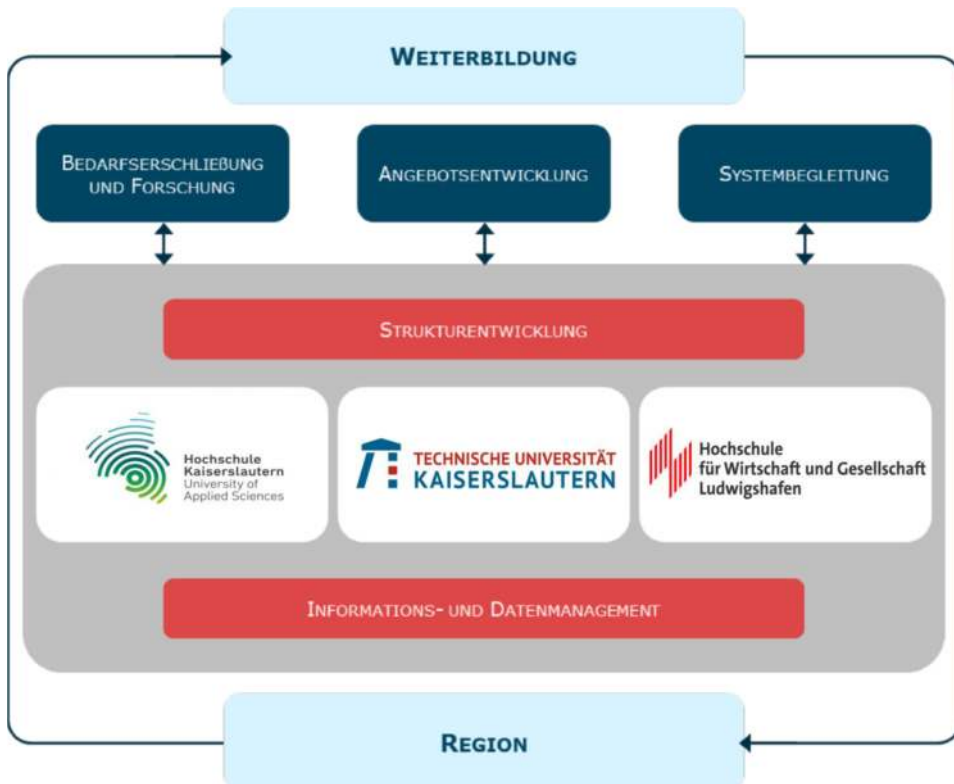 WEITERBILDUNG
BEDARFSERSCHLIEßUNG
UND FORSCHUNG
ANGEBOTSENTWICKLUNG
SYSTEMBEGLEITUNG
STRUKTURENTWICKLUNG
Hochschule
Kaiserslautern
University of
Applied Sciences
TECHNISCHE UNIVERSITÄT
KAISERSLAUTERN
Hochschule
für Wirtschaft und Gesellschaft
Ludwigshafen
INFORMATIONS- UND DATENMANAGEMENT
REGION